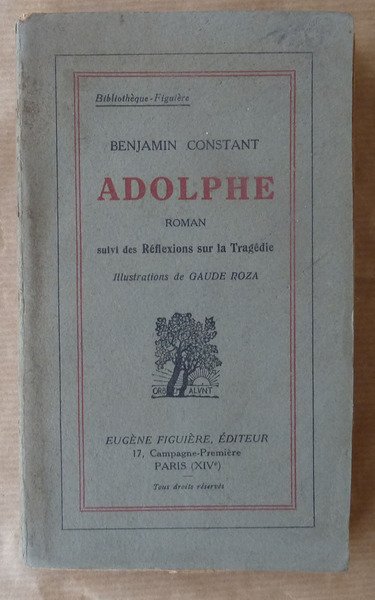 Bibliothèque-Figuière
BENJAMIN CONSTANT
ADOLPHE
ROMAN
suivi des Réflexions sur la Tragédie
Illustrations de GAUDE ROZA
ALVNT
EUGÈNE FIGUIÈRE, ÉDITEUR
17, Campagne-Première
PARIS (XIVe)
Tous droits réservés